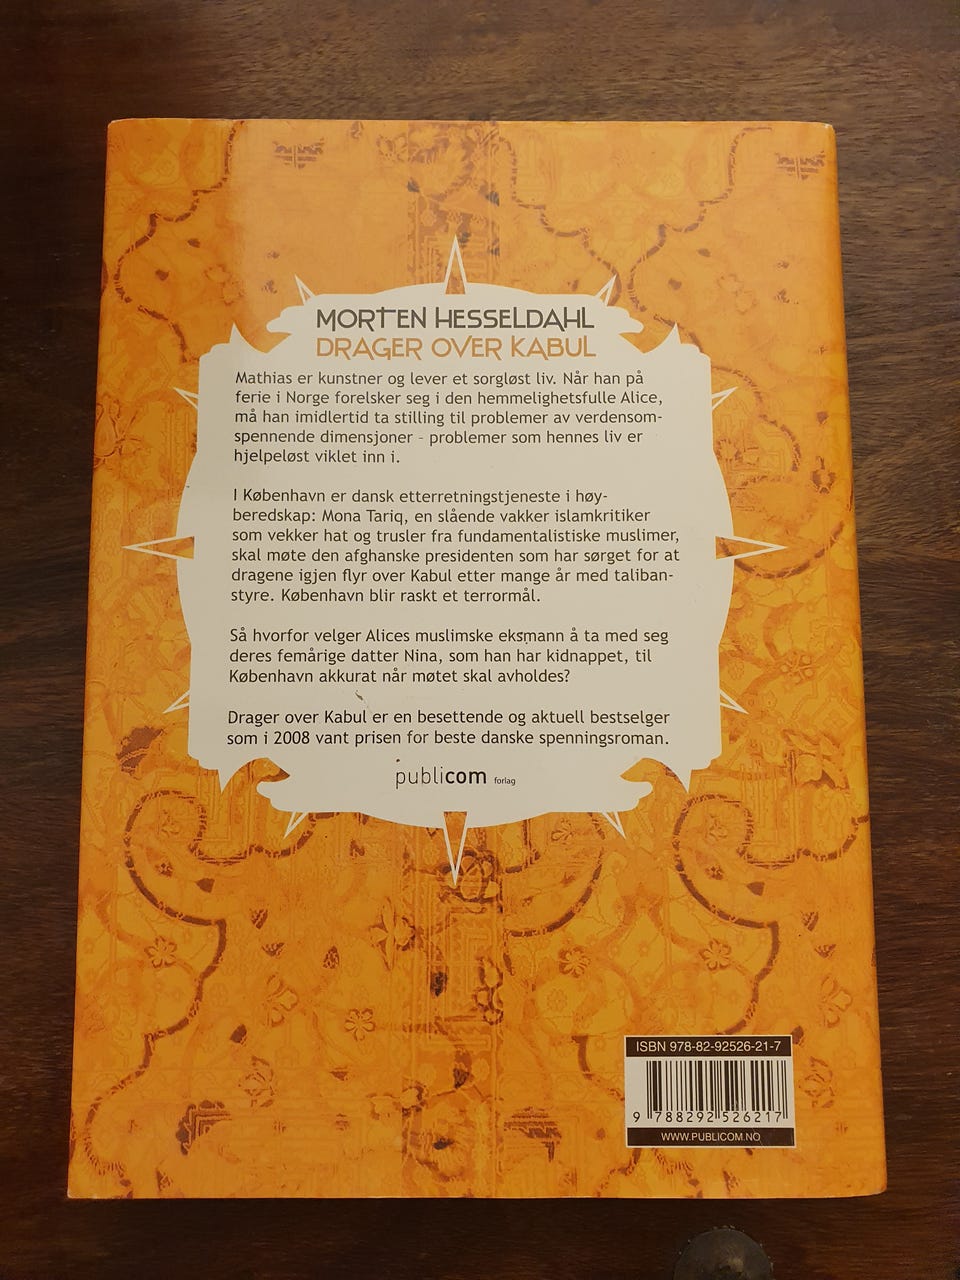 MORTEN HESSELDAHL
DRAGER OVER KABUL
Mathias er kunstner og lever et sorgløst liv. Når han på
ferie i Norge forelsker seg i den hemmelighetsfulle Alice,
må han imidlertid ta stilling til problemer av verdensom-
spennende dimensjoner – problemer som hennes liv er
hjelpeløst viklet inn i.
I København er dansk etterretningstjeneste i høy-
beredskap: Mona Tariq, en slående vakker islamkritiker
som vekker hat og trusler fra fundamentalistiske muslimer,
skal møte den afghanske presidenten som har sørget for at
dragene igjen flyr over Kabul etter mange år med taliban-
styre. København blir raskt et terrormål.
Så hvorfor velger Alices muslimske eksmann å ta med seg
deres femårige datter Nina, som han har kidnappet, til
København akkurat når møtet skal avholdes?
Drager over Kabul er en besettende og aktuell bestselger
som i 2008 vant prisen for beste danske spenningsroman.
publicom forlag
ISBN 978-82-92526-21-7
9 788292 526217
WWW.PUBLICOM.NO